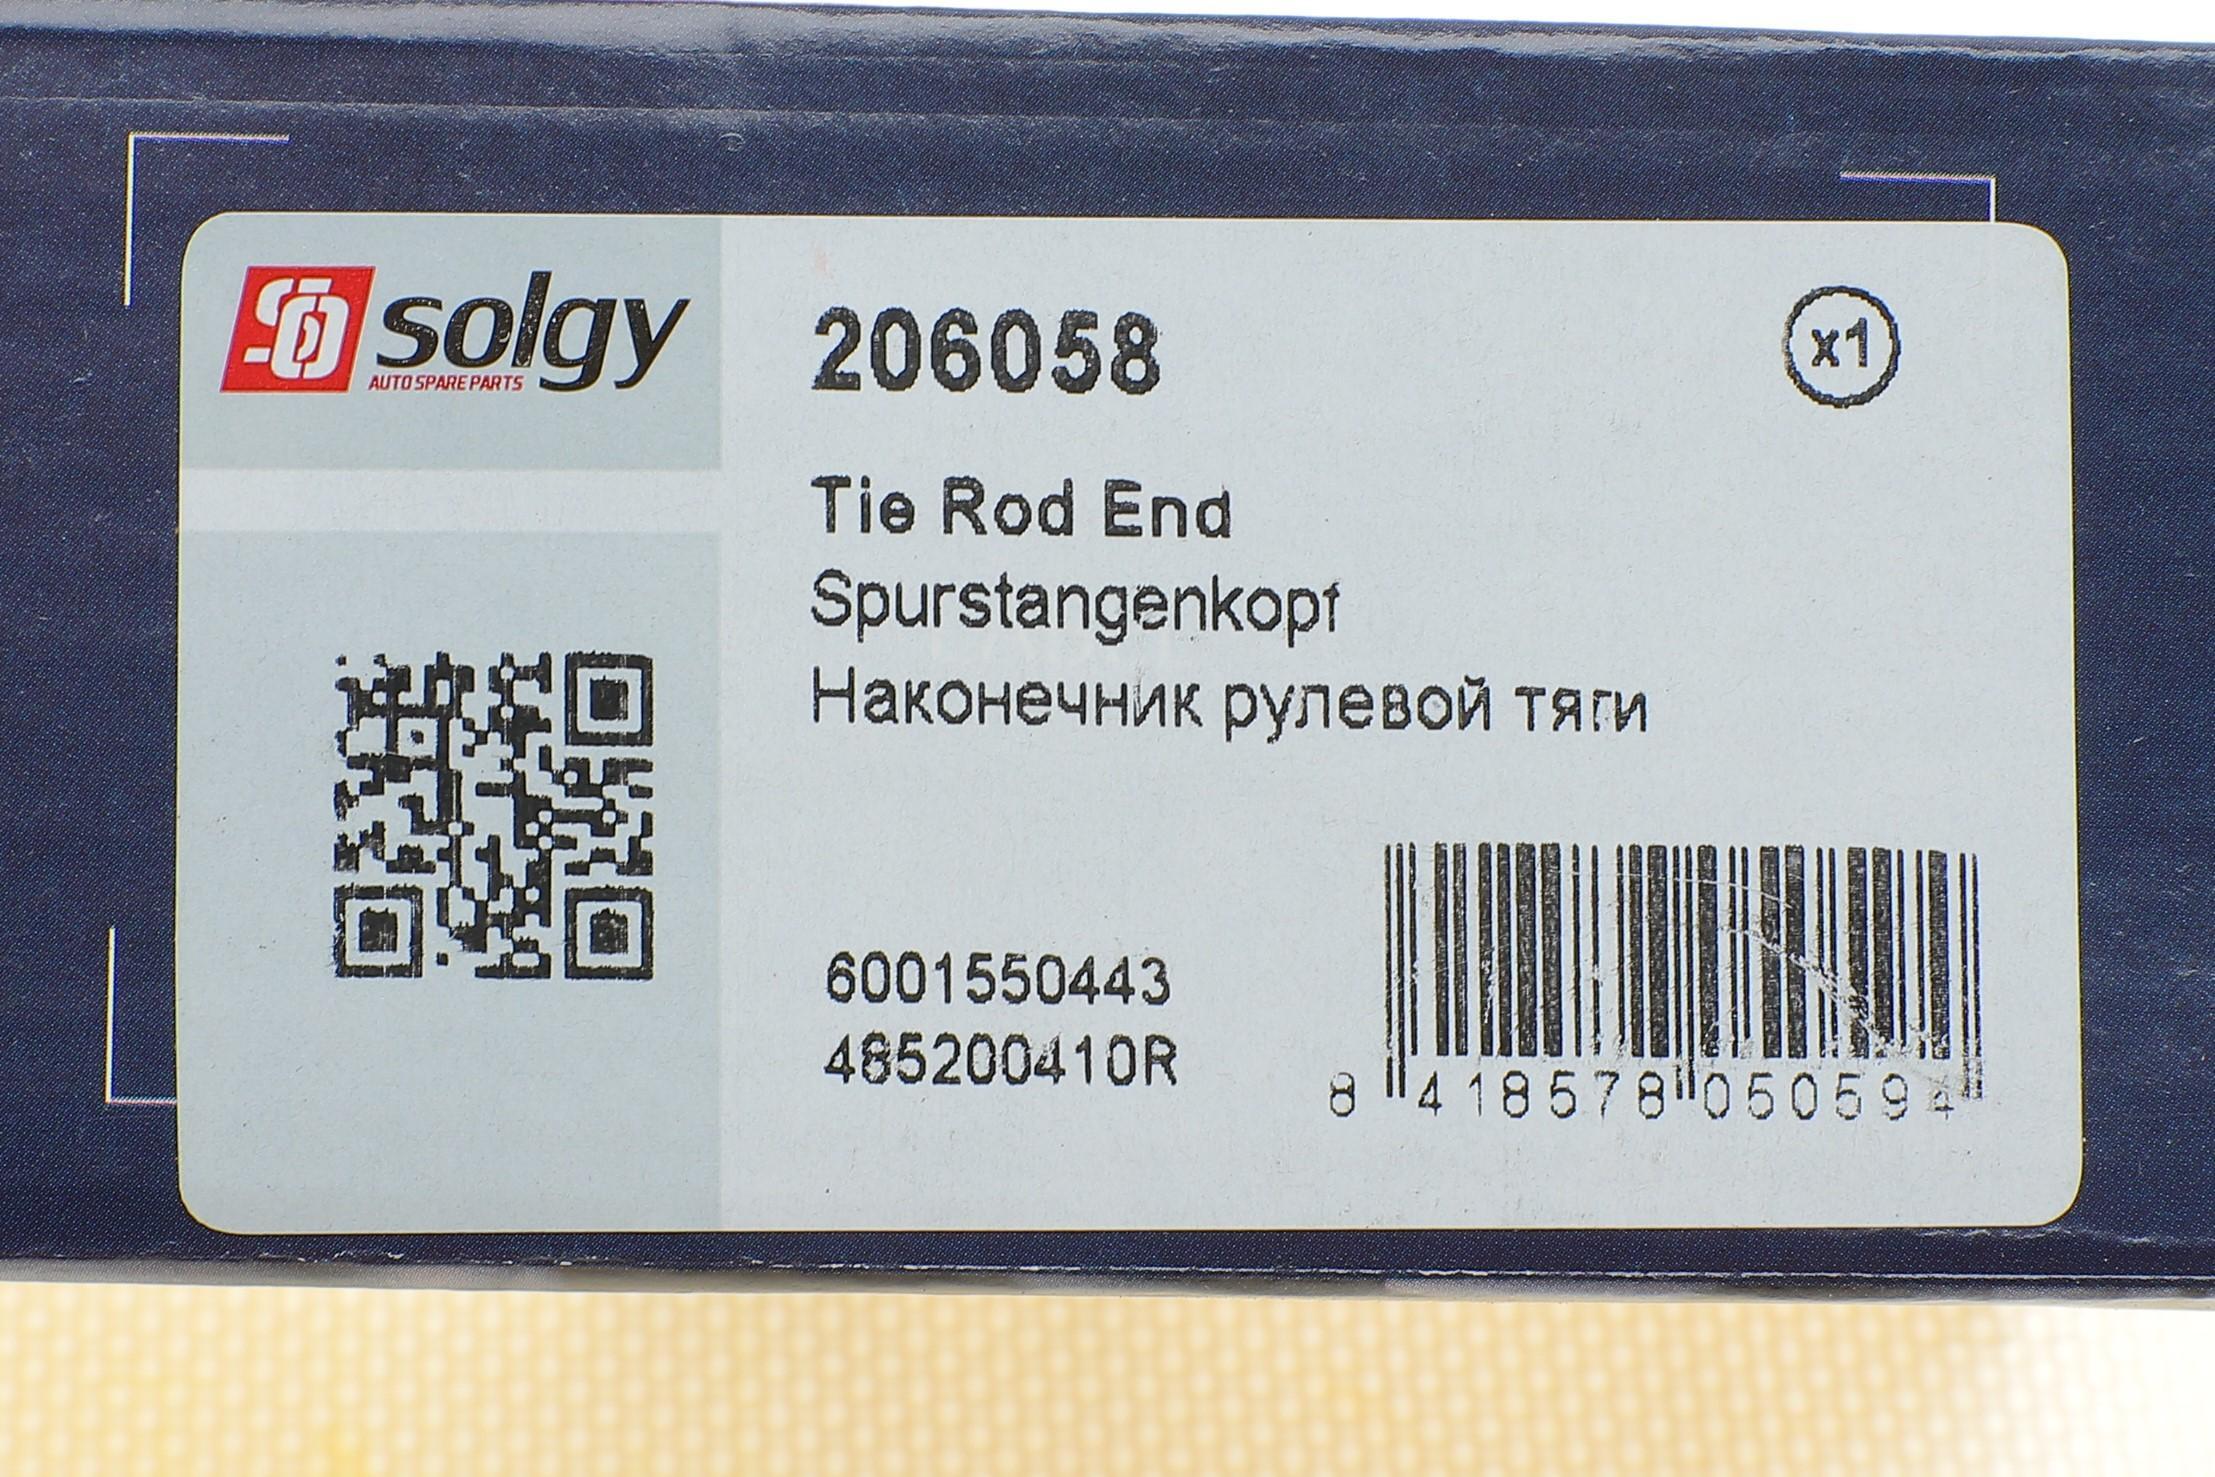 solgy
AUTO SPARE PARTS
206058
x1
Tie Rod End
Spurstangenkopf
Наконечник рулевой тяги
6001550443
485200410R
8 418578 050594